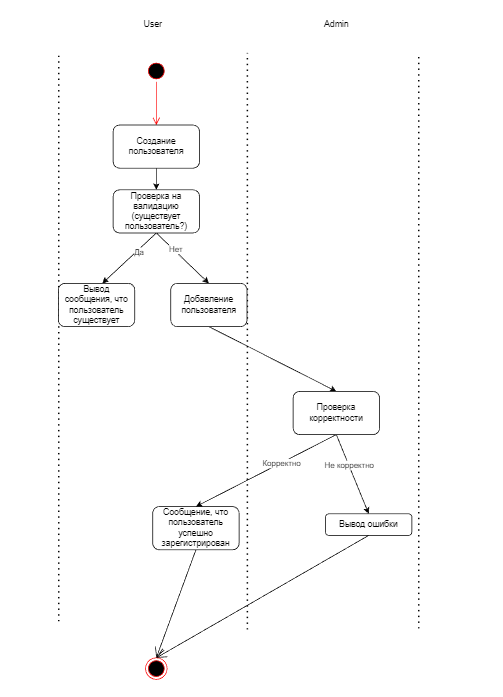 User
Admin
Создание
пользователя
Проверка на
валидацию
(существует
пользователь?)
Да
Нет
Вывод
сообщения, что
пользователь
существует
Добавление
пользователя
Проверка
корректности
Корректно
Не корректно
Сообщение, что
пользователь
успешно
зарегистрирован
Вывод ошибки